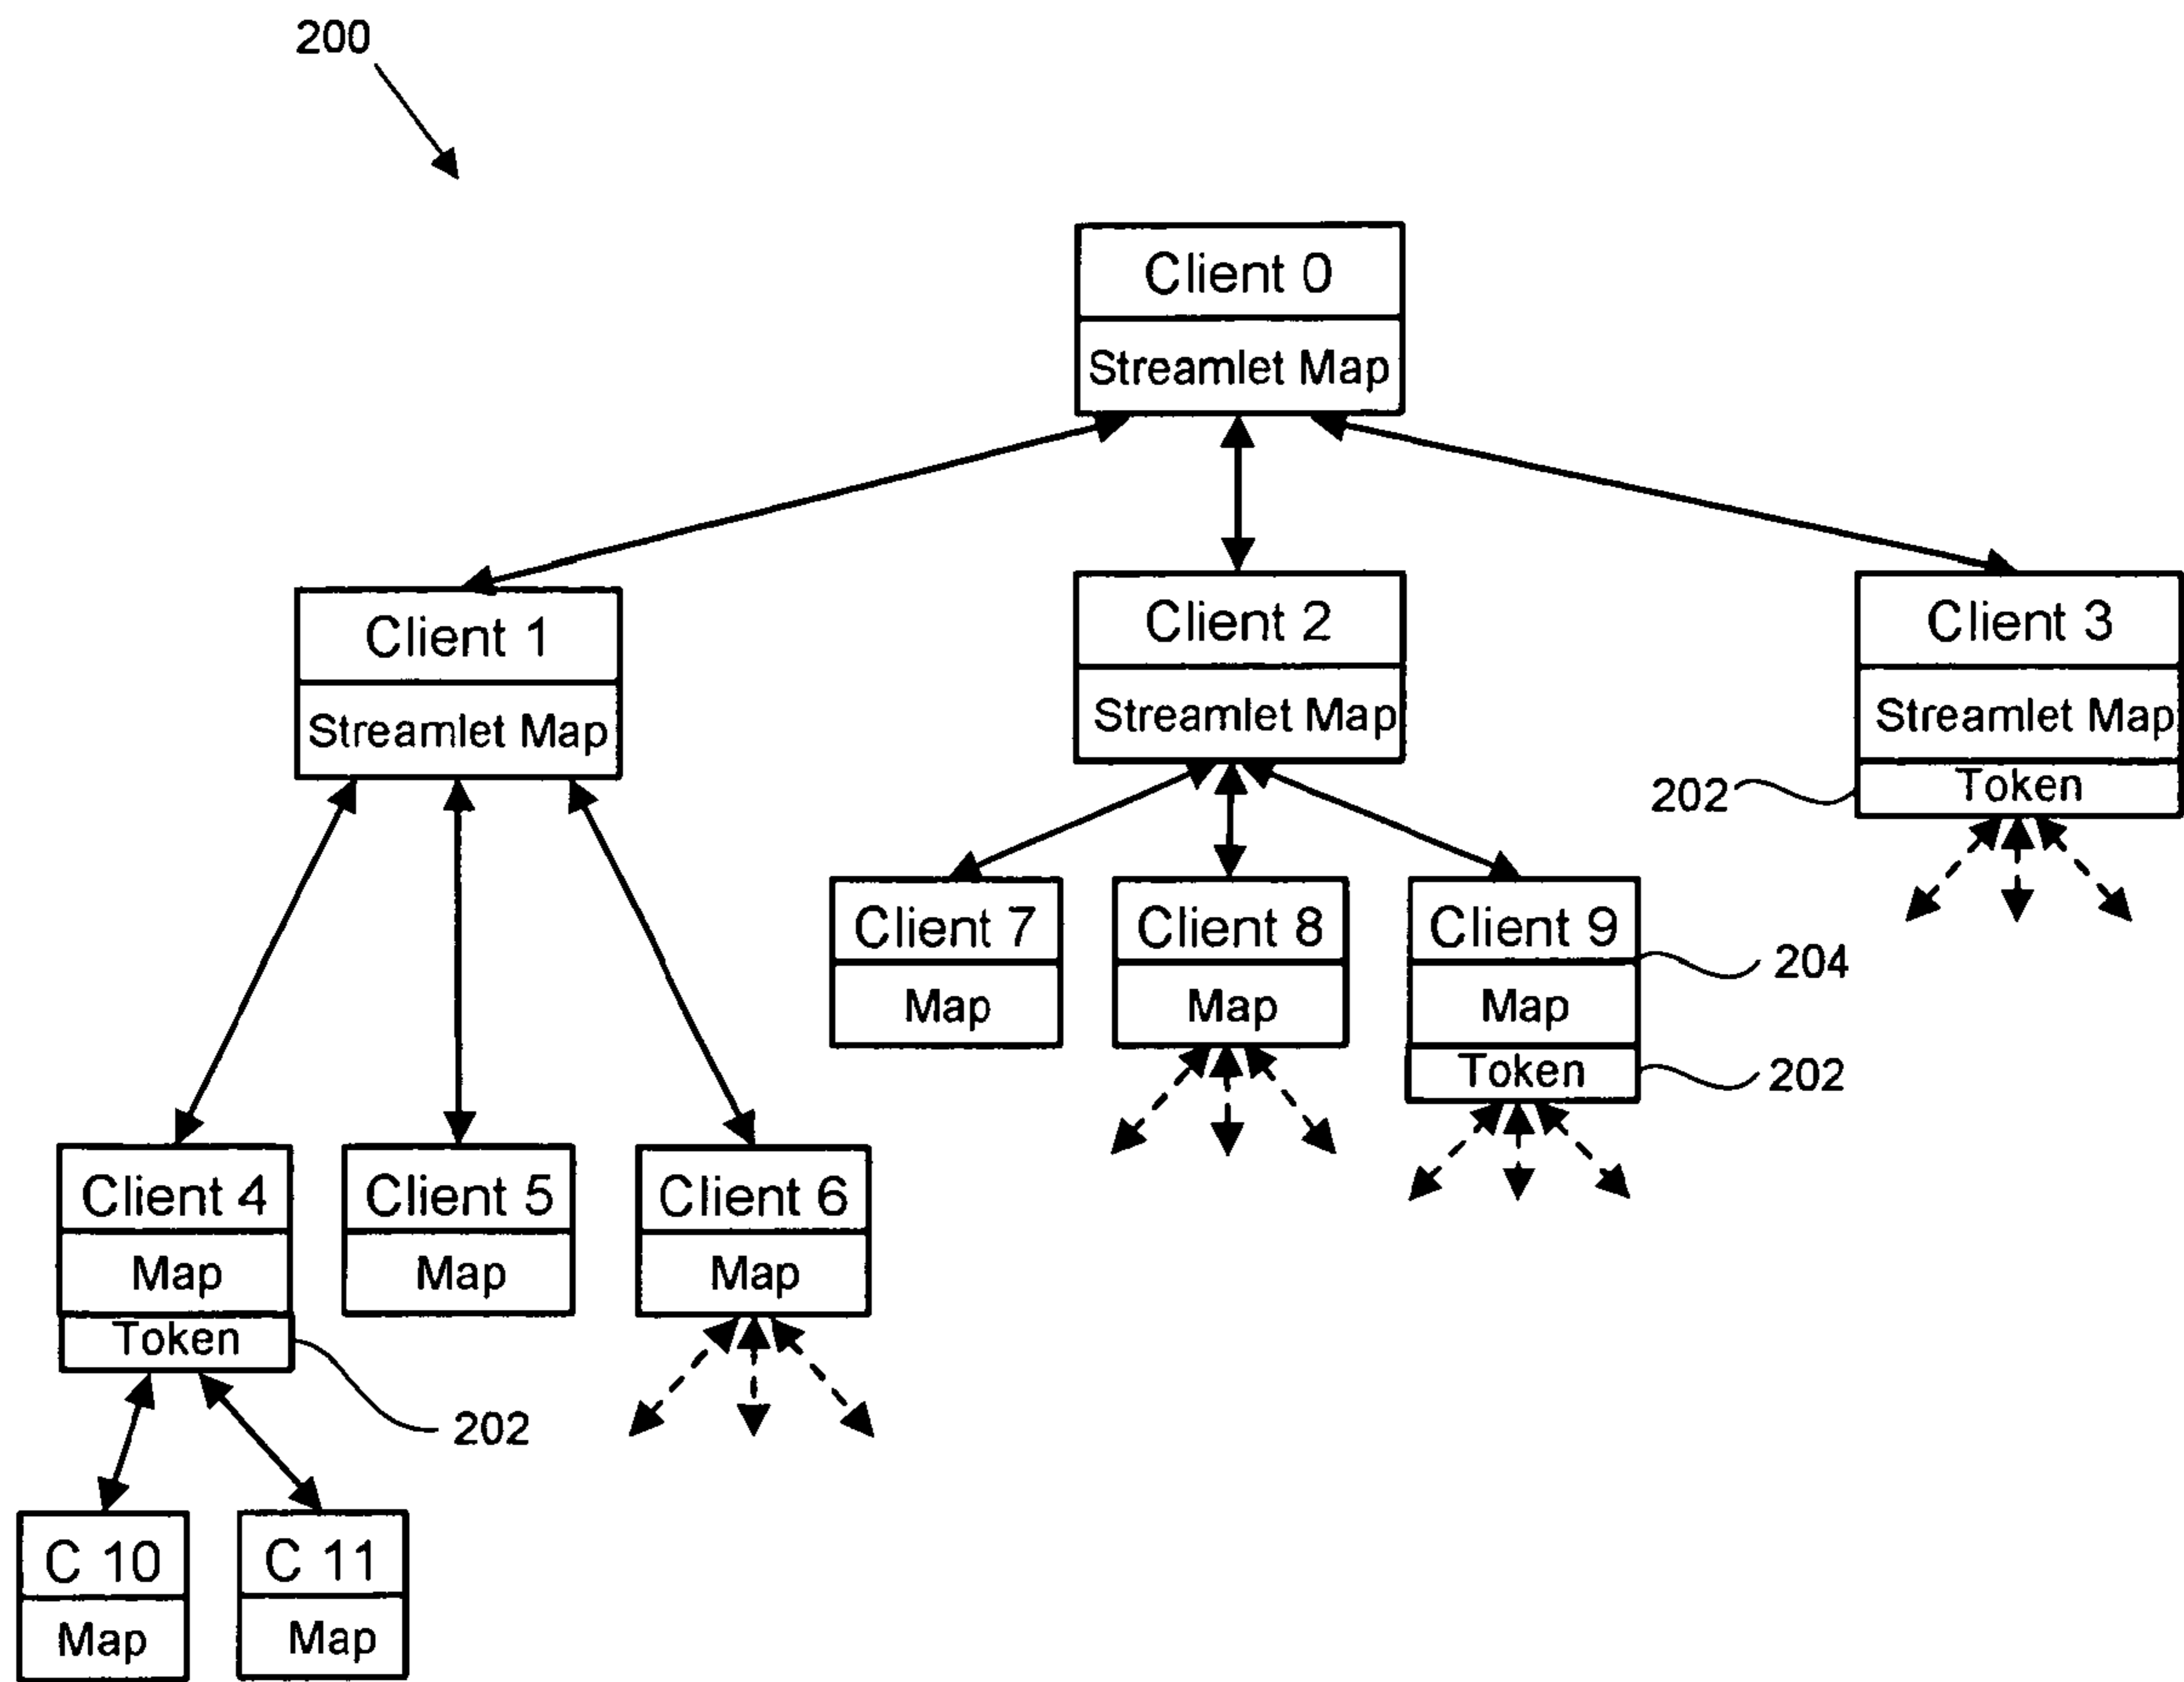 200
Client 0
Streamlet Map
Client 1
Streamlet Map
Client 2
Streamlet Map
Client 3
Streamlet Map
Token
202
Client 7
Map
Client 8
Map
Client 9
Map
Token
204
202
Client 4
Map
Token
202
Client 5
Map
Client 6
Map
C 10
Map
C 11
Map